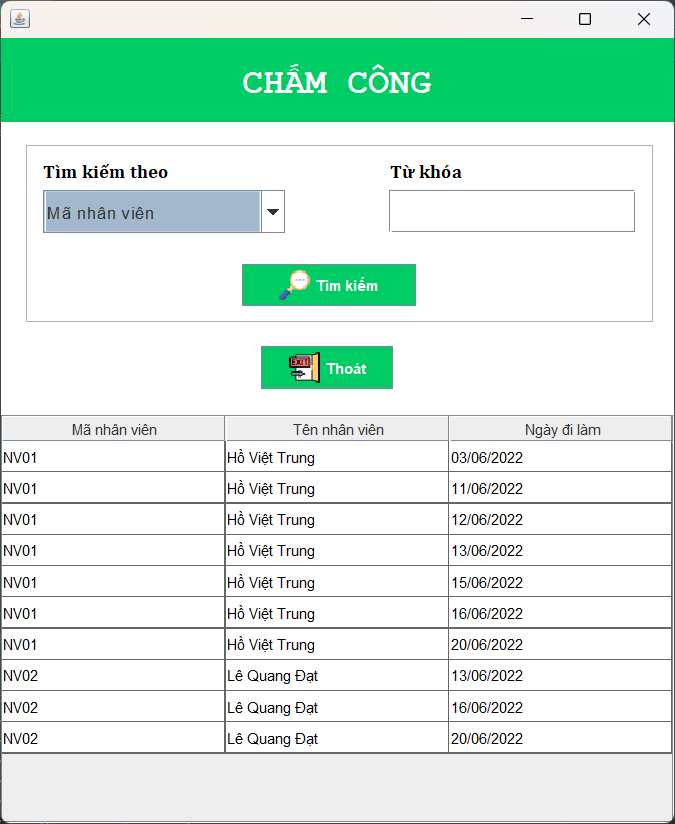 CHẤM CÔNG
Tìm kiếm theo Từ khóa
Mã nhân viên
Tìm kiếm
EXIT Thoát
Mã nhân viên Tên nhân viên Ngày đi làm
NV01 Hồ Việt Trung 03/06/2022
NV01 Hồ Việt Trung 11/06/2022
NV01 Hồ Việt Trung 12/06/2022
NV01 Hồ Việt Trung 13/06/2022
NV01 Hồ Việt Trung 15/06/2022
NV01 Hồ Việt Trung 16/06/2022
NV01 Hồ Việt Trung 20/06/2022
NV02 Lê Quang Đạt 13/06/2022
NV02 Lê Quang Đạt 16/06/2022
NV02 Lê Quang Đạt 20/06/2022